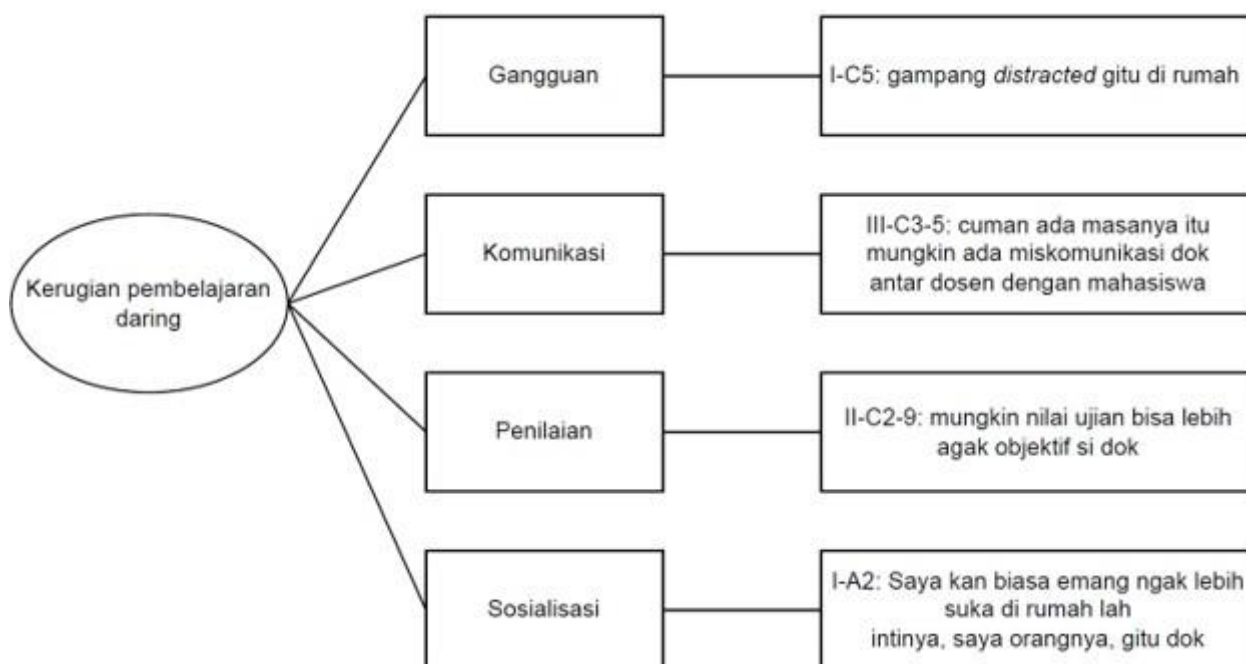 Gangguan
I-C5: gampang distracted gitu di rumah
Kerugian pembelajaran
daring
Komunikasi
III-C3-5: cuman ada masanya itu
mungkin ada miskomunikasi dok
antar dosen dengan mahasiswa
Penilaian
II-C2-9: mungkin nilai ujian bisa lebih
agak objektif si dok
Sosialisasi
I-A2: Saya kan biasa emang ngak lebih
suka di rumah lah
intinya, saya orangnya, gitu dok